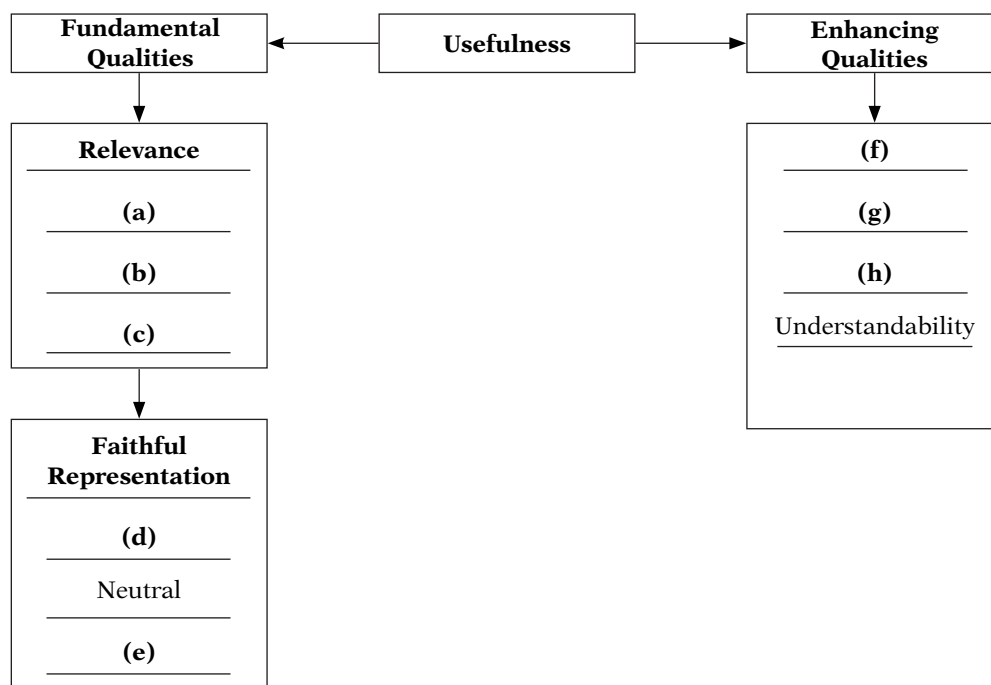 Fundamental
Qualities
Usefulness
Enhancing
Qualities
Relevance
(a)
(b)
(c)
Faithful
Representation
(d)
Neutral
(e)
(f)
(g)
(h)
Understandability